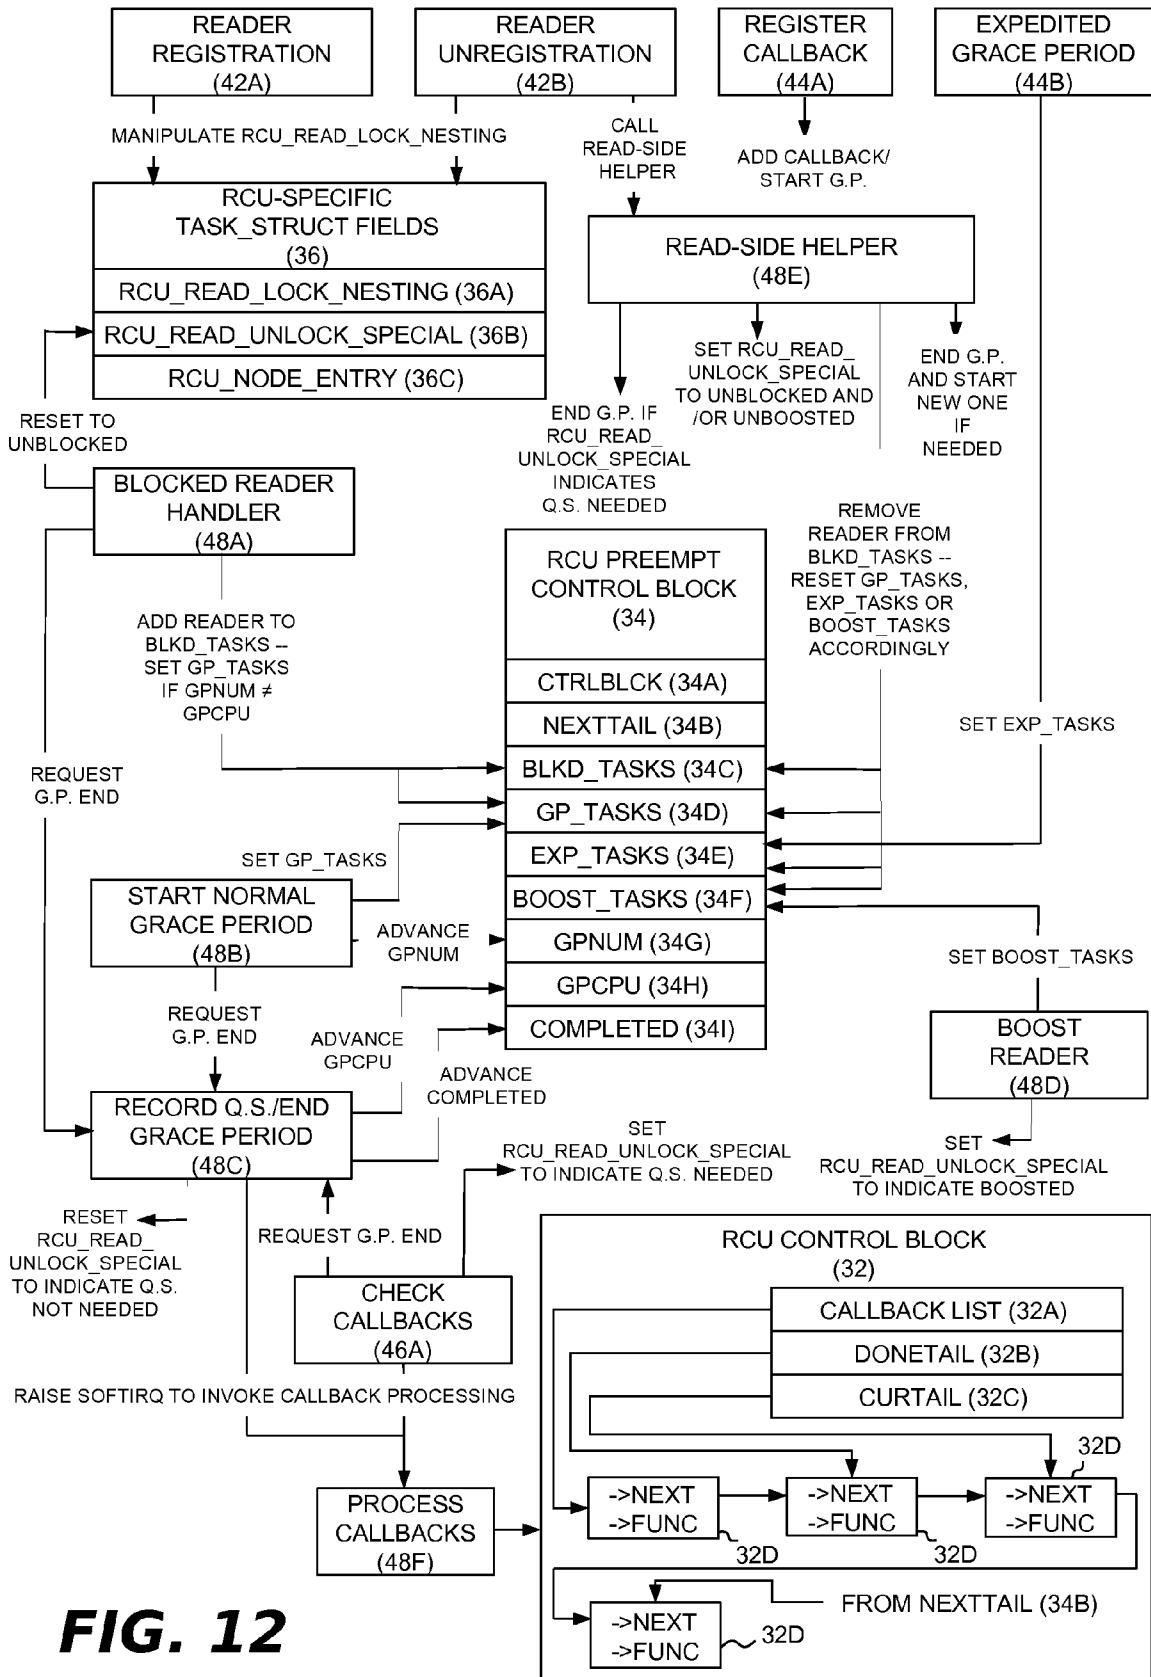 READER
REGISTRATION
(42A)
READER
UNREGISTRATION
(42B)
REGISTER
CALLBACK
(44A)
EXPEDITED
GRACE PERIOD
(44B)
MANIPULATE RCU_READ_LOCK_NESTING
CALL
READ-SIDE
HELPER
ADD CALLBACK/
START G.P.
RCU-SPECIFIC
TASK_STRUCT FIELDS
(36)
RCU_READ_LOCK_NESTING (36A)
RCU_READ_UNLOCK_SPECIAL (36B)
RCU_NODE_ENTRY (36C)
READ-SIDE HELPER
(48E)
RESET TO
UNBLOCKED
END G.P. IF
RCU_READ_
UNLOCK_SPECIAL
INDICATES
Q.S. NEEDED
SET RCU_READ_
UNLOCK_SPECIAL
TO UNBLOCKED AND
/OR UNBOOSTED
END G.P.
AND START
NEW ONE
IF
NEEDED
BLOCKED READER
HANDLER
(48A)
REMOVE
READER FROM
BLKD_TASKS --
RESET GP_TASKS,
EXP_TASKS OR
BOOST_TASKS
ACCORDINGLY
ADD READER TO
BLKD_TASKS --
SET GP_TASKS
IF GPNUM ≠
GPCPU
RCU PREEMPT
CONTROL BLOCK
(34)
CTRLBLCK (34A)
NEXTTAIL (34B)
BLKD_TASKS (34C)
GP_TASKS (34D)
EXP_TASKS (34E)
BOOST_TASKS (34F)
GPNUM (34G)
GPCPU (34H)
COMPLETED (34I)
SET EXP_TASKS
REQUEST
G.P. END
SET GP_TASKS
START NORMAL
GRACE PERIOD
(48B)
ADVANCE
GPNUM
SET BOOST_TASKS
REQUEST
G.P. END
ADVANCE
GPCPU
ADVANCE
COMPLETED
BOOST
READER
(48D)
RECORD Q.S./END
GRACE PERIOD
(48C)
SET
RCU_READ_UNLOCK_SPECIAL
TO INDICATE Q.S. NEEDED
SET
RCU_READ_UNLOCK_SPECIAL
TO INDICATE BOOSTED
RESET
RCU_READ_
UNLOCK_SPECIAL
TO INDICATE Q.S.
NOT NEEDED
REQUEST G.P. END
CHECK
CALLBACKS
(46A)
RAISE SOFTIRQ TO INVOKE CALLBACK PROCESSING
PROCESS
CALLBACKS
(48F)
RCU CONTROL BLOCK
(32)
CALLBACK LIST (32A)
DONETAIL (32B)
CURTAIL (32C)
->NEXT
->FUNC
32D
->NEXT
->FUNC
32D
->NEXT
->FUNC
32D
->NEXT
->FUNC
32D
FROM NEXTTAIL (34B)
FIG. 12